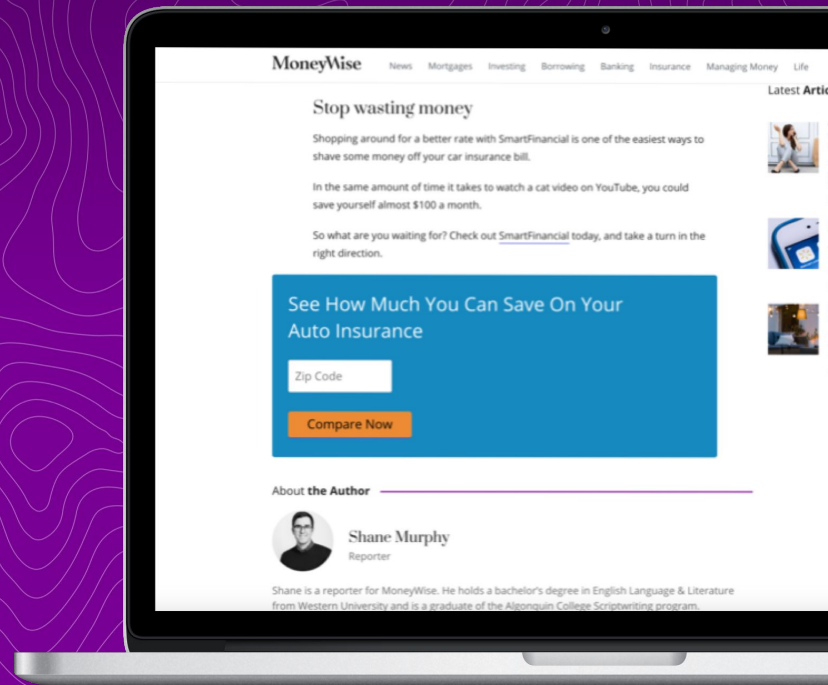 MoneyWise
News Mortgages Investing Borrowing Banking Insurance Managing Money Life
Latest
Stop wasting money
Shopping around for a better rate with SmartFinancial is one of the easiest ways to
shave some money off your car insurance bill.
In the same amount of time it takes to watch a cat video on YouTube, you could
save yourself almost $100 a month.
So what are you waiting for? Check out SmartFinancial today, and take a turn in the
right direction.
See How Much You Can Save On Your
Auto Insurance
Zip Code
Compare Now
About the Author
Shane Murphy
Reporter
Shane is a reporter for MoneyWise. He holds a bachelor's degree in English Language & Literature
from Western University and is a graduate of the Algonquin College Scriptwriting program.